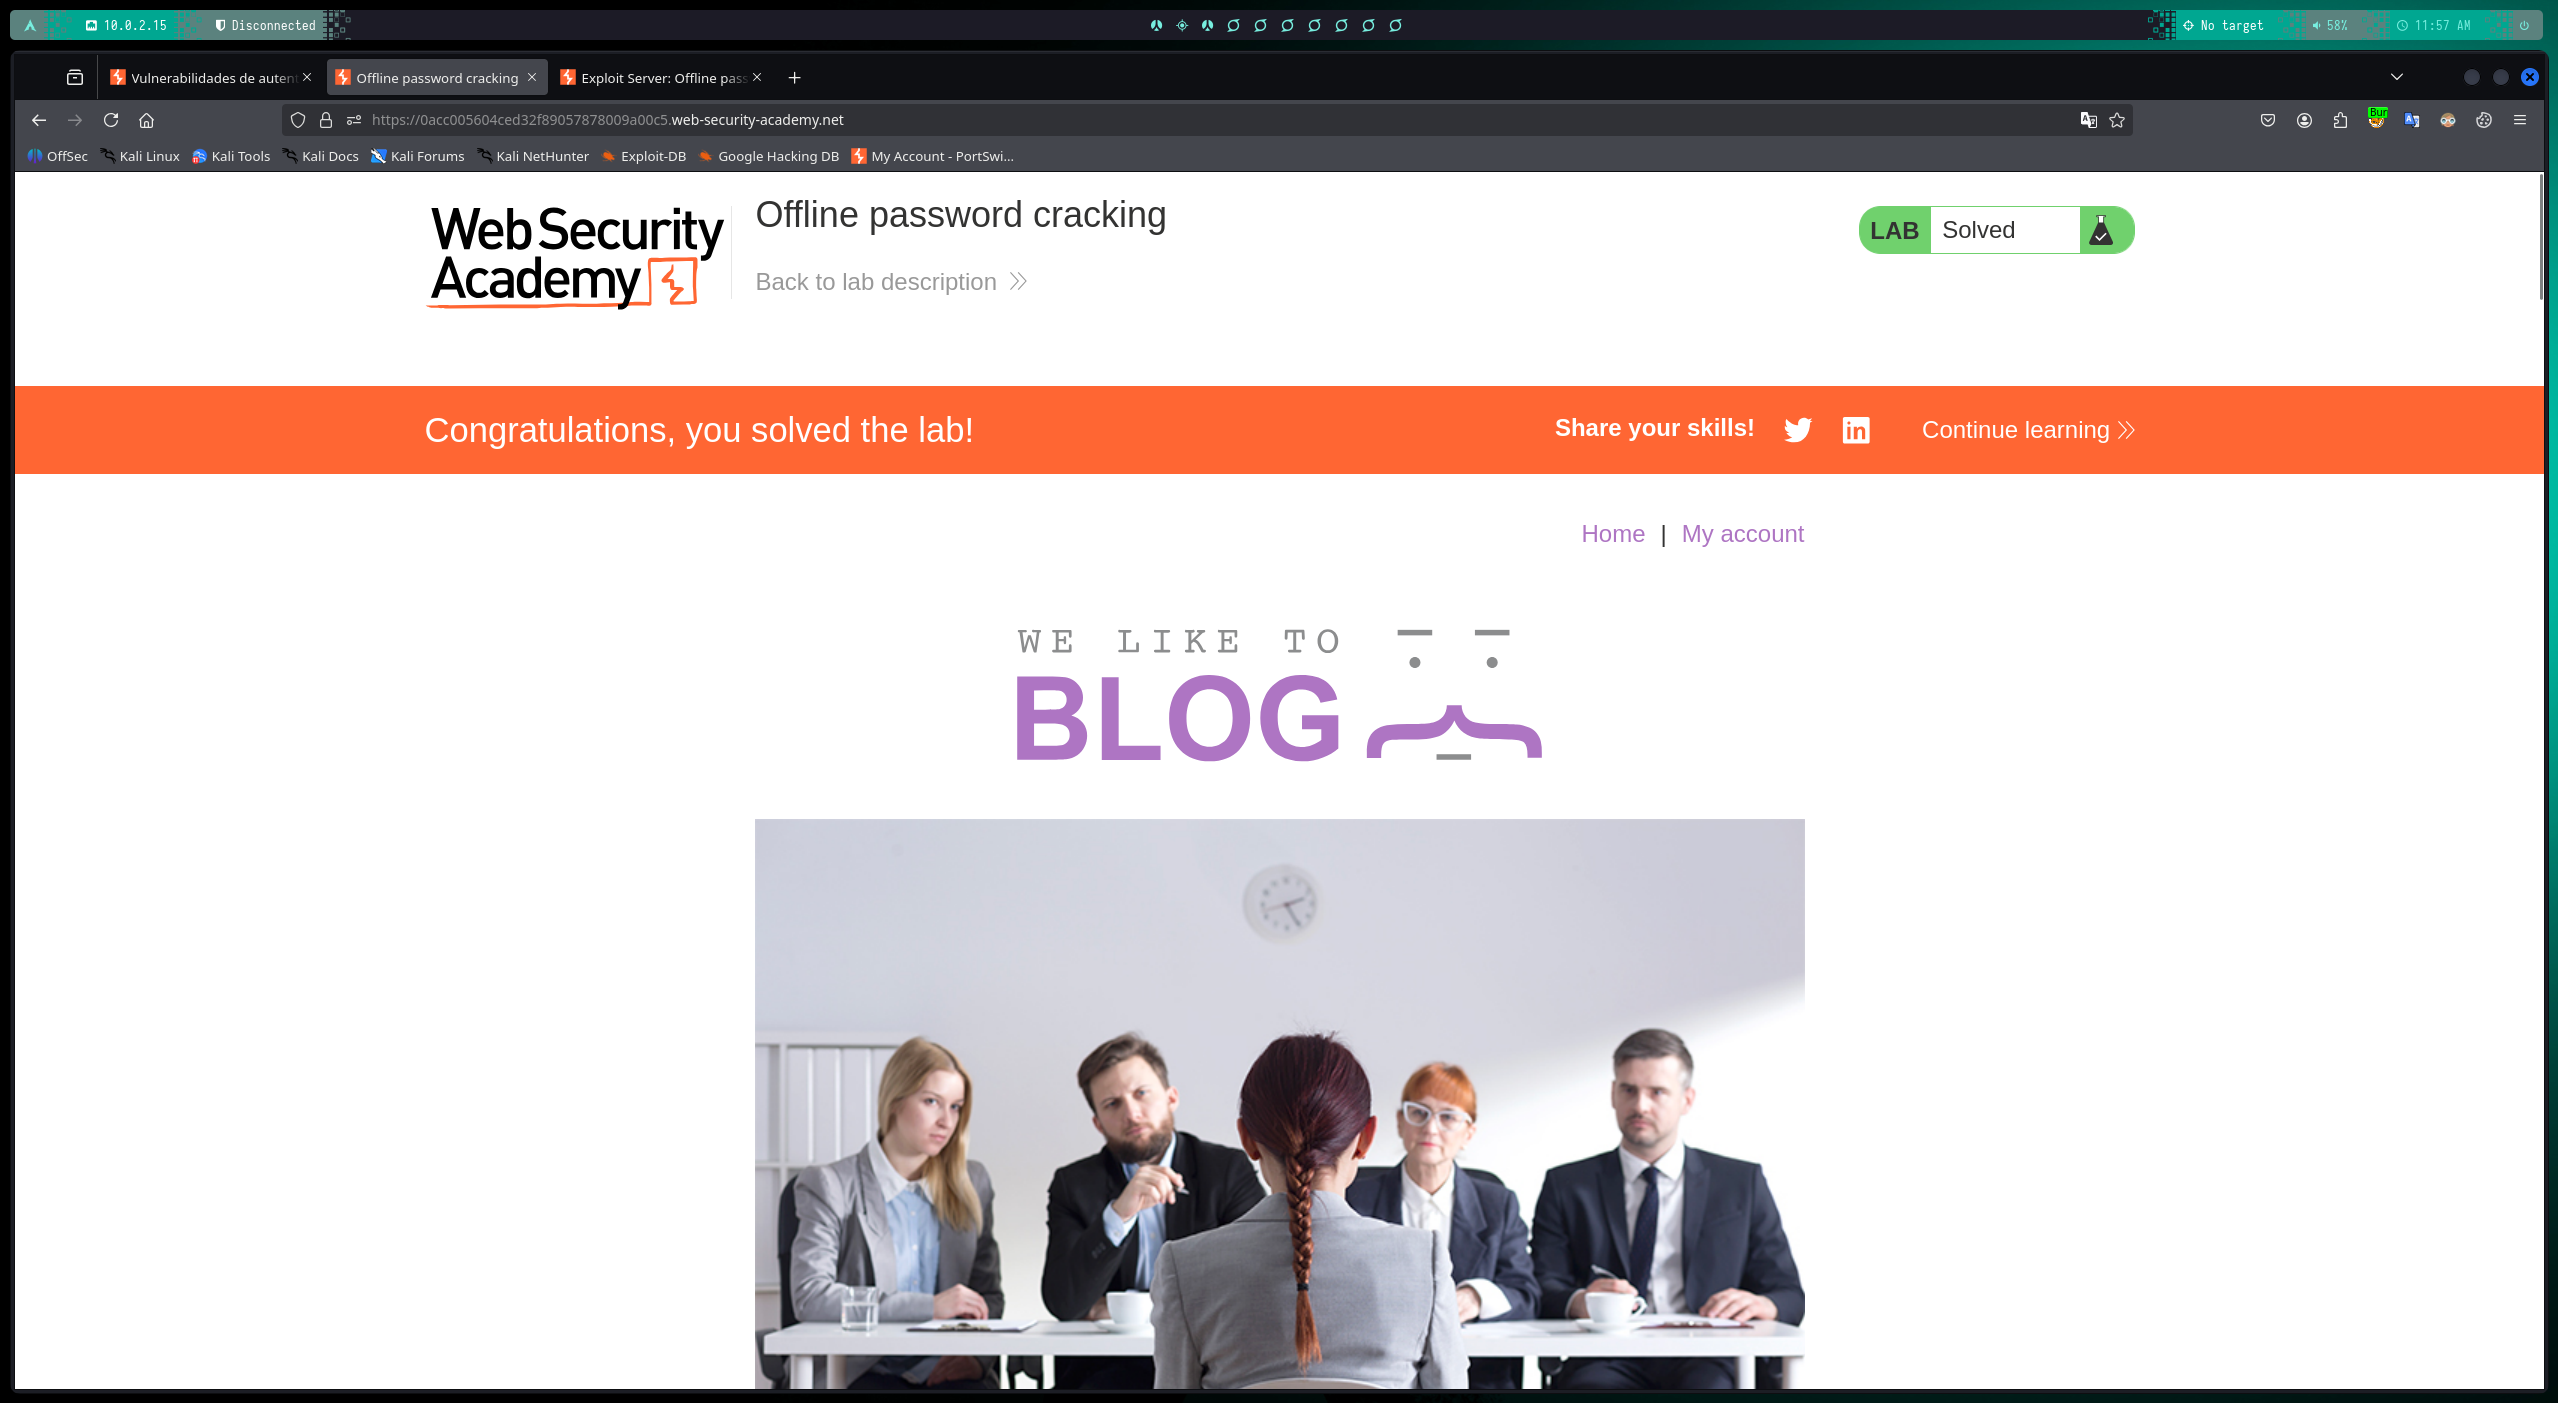 10.0.2.15
Disconnected
No target
58%
11:57 AM
Vulnerabilidades de autent
Offline password cracking
Exploit Server: Offline pass
https://0acc005604ced32f89057878009a00c5.web-security-academy.net
Bur
OffSec
Kali Linux
Kali Tools
Kali Docs
Kali Forums
Kali NetHunter
Exploit-DB
Google Hacking DB
My Account - PortSwi...
Web Security
Academy
Offline password cracking
Back to lab description
LAB
Solved
Congratulations, you solved the lab!
Share your skills!
Continue learning
Home | My account
WE LIKE TO
BLOG